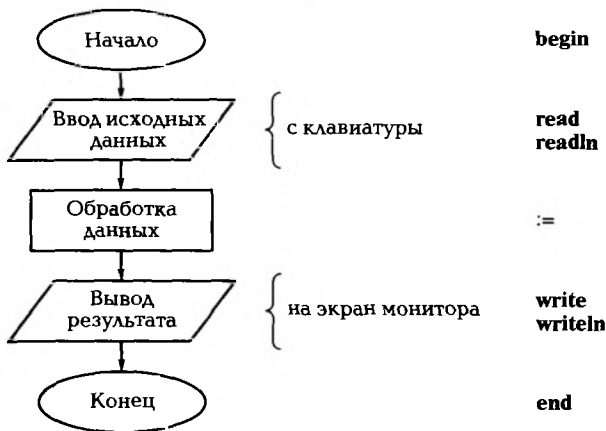 Начало
begin
Ввод исходных
данных
с клавиатуры
read
readln
Обработка
данных
:=
Вывод
результата
на экран монитора
write
writeln
Конец
end